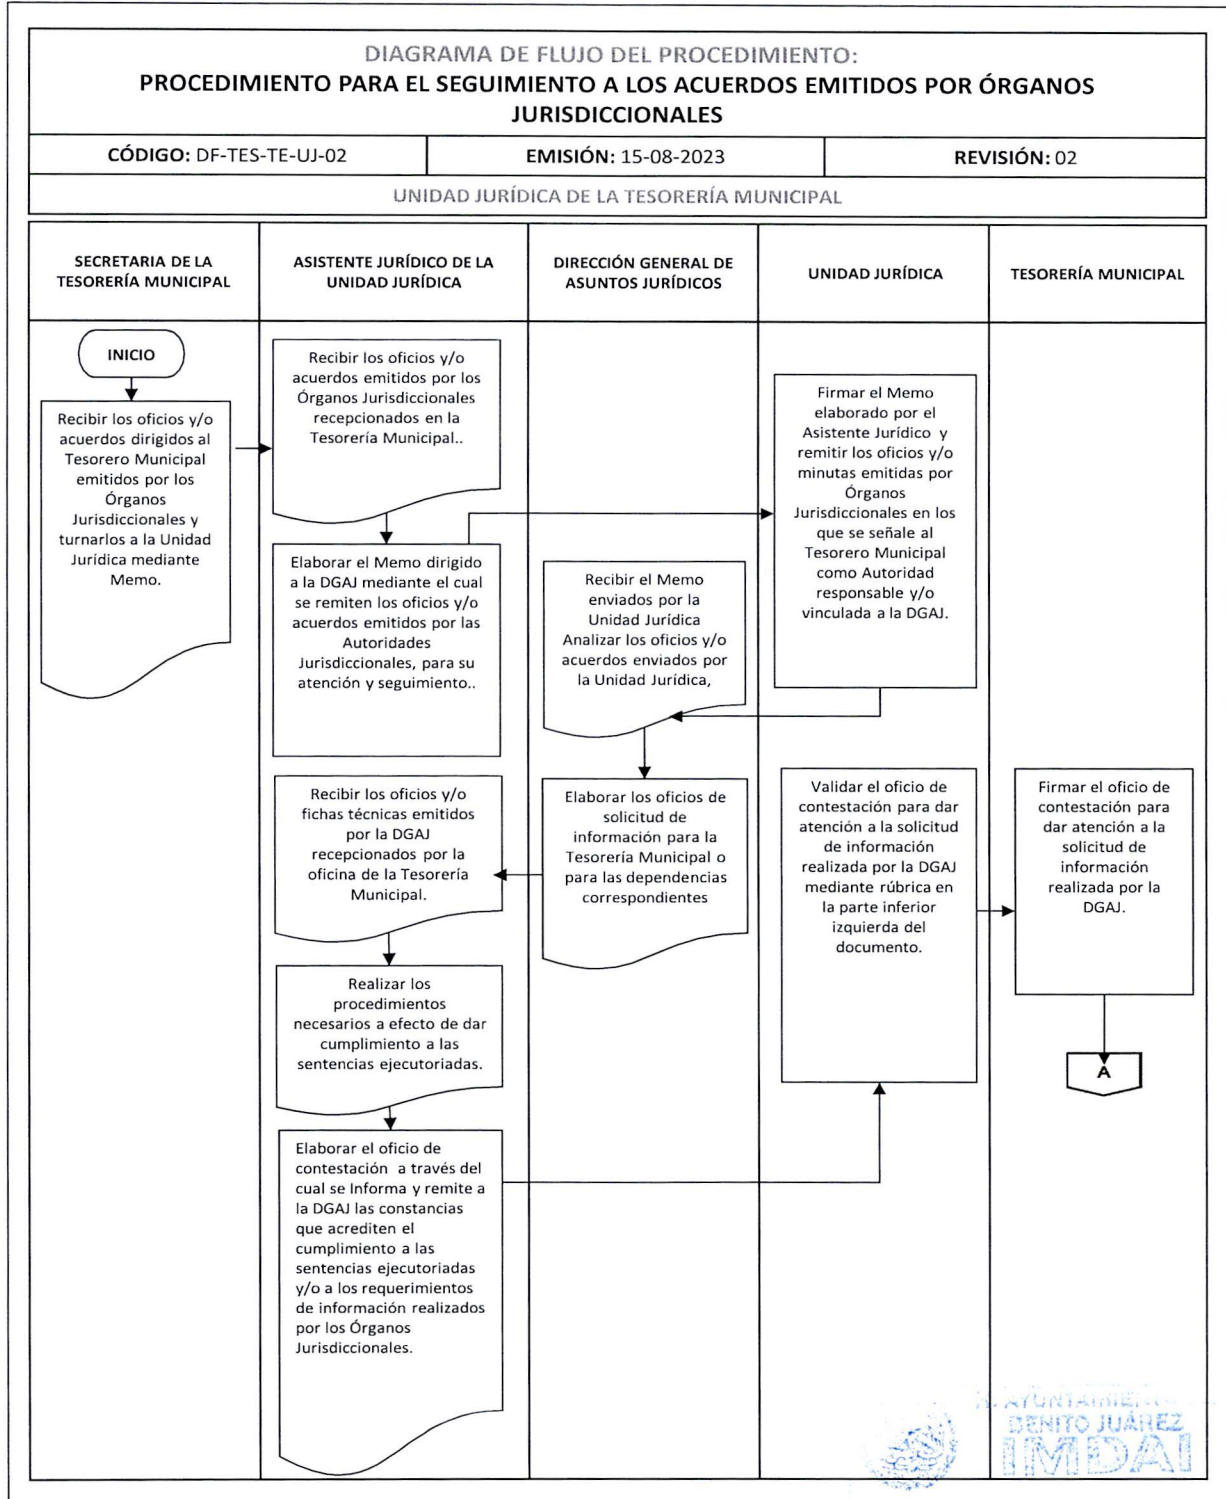 DIAGRAMA DE FLUJO DEL PROCEDIMIENTO:
PROCEDIMIENTO PARA EL SEGUIMIENTO A LOS ACUERDOS EMITIDOS POR ÓRGANOS
JURISDICCIONALES
CÓDIGO: DF-TES-TE-UJ-02
EMISIÓN: 15-08-2023
REVISIÓN: 02
UNIDAD JURÍDICA DE LA TESORERÍA MUNICIPAL
SECRETARIA DE LA
TESORERÍA MUNICIPAL
ASISTENTE JURÍDICO DE LA
UNIDAD JURÍDICA
DIRECCIÓN GENERAL DE
ASUNTOS JURÍDICOS
UNIDAD JURÍDICA
TESORERÍA MUNICIPAL
INICIO
Recibir los oficios y/o
acuerdos dirigidos al
Tesorero Municipal
emitidos por los
Órganos
Jurisdiccionales y
turnarlos a la Unidad
Jurídica mediante
Memo.
Recibir los oficios y/o
acuerdos emitidos por los
Órganos Jurisdiccionales
recepcionados en la
Tesorería Municipal..
Elaborar el Memo dirigido
a la DGAJ mediante el cual
se remiten los oficios y/o
acuerdos emitidos por las
Autoridades
Jurisdiccionales, para su
atención y seguimiento..
Firmar el Memo
elaborado por el
Asistente Jurídico y
remitir los oficios y/o
minutas emitidas por
Órganos
Jurisdiccionales en los
que se señale al
Tesorero Municipal
como Autoridad
responsable y/o
vinculada a la DGAJ.
Recibir el Memo
enviados por la
Unidad Jurídica
Analizar los oficios y/o
acuerdos enviados por
la Unidad Jurídica,
Elaborar los oficios de
solicitud de
información para la
Tesorería Municipal o
para las dependencias
correspondientes
Recibir los oficios y/o
fichas técnicas emitidos
por la DGAJ
recepcionados por la
oficina de la Tesorería
Municipal.
Realizar los
procedimientos
necesarios a efecto de dar
cumplimiento a las
sentencias ejecutoriadas.
Elaborar el oficio de
contestación a través del
cual se Informa y remite a
la DGAJ las constancias
que acrediten el
cumplimiento a las
sentencias ejecutoriadas
y/o a los requerimientos
de información realizados
por los Órganos
Jurisdiccionales.
Validar el oficio de
contestación para dar
atención a la solicitud
de información
realizada por la DGAJ
mediante rúbrica en
la parte inferior
izquierda del
documento.
Firmar el oficio de
contestación para
dar atención a la
solicitud de
información
realizada por la
DGAJ.
A
BENITO JUÁREZ
IMDAI